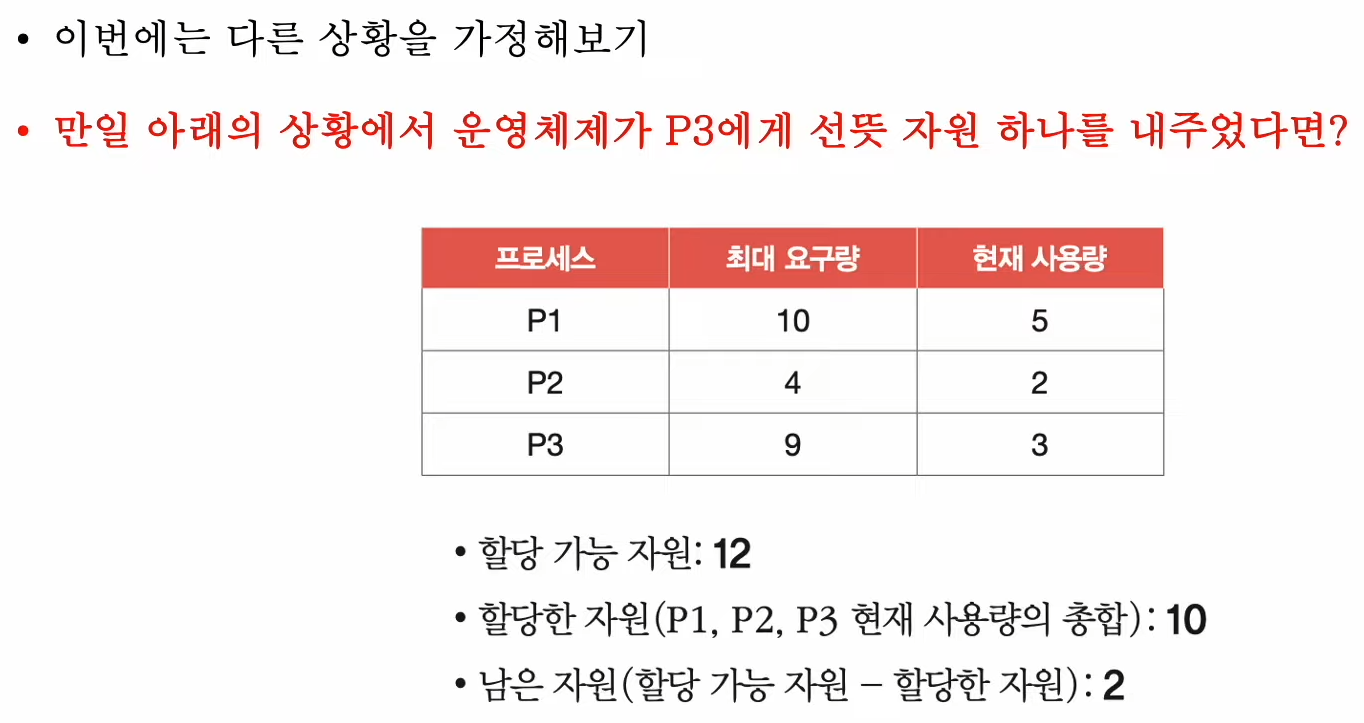 • 이번에는 다른 상황을 가정해보기
• 만일 아래의 상황에서 운영체제가 P3에게 선뜻 자원 하나를 내주었다면?
프로세스 최대 요구량 현재 사용량
P1 10 5
P2 4 2
P3 9 3
• 할당 가능 자원: 12
• 할당한 자원(P1, P2, P3 현재 사용량의 총합): 10
• 남은 자원(할당 가능 자원 – 할당한 자원): 2